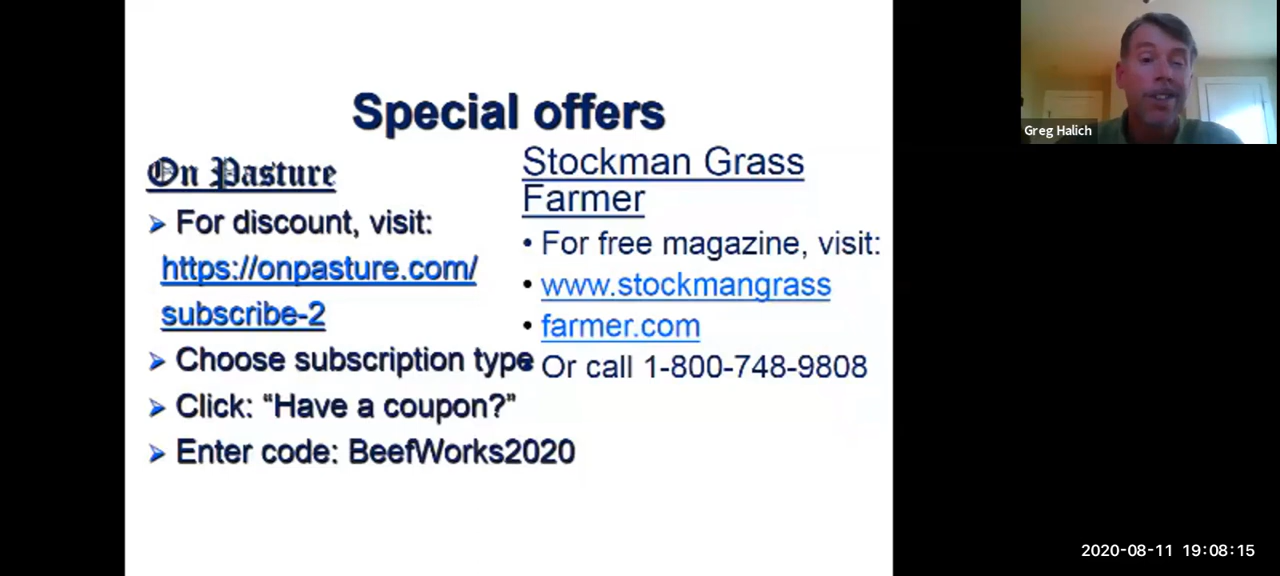 Special offers
On Pasture
For discount, visit:
https://onpasture.com/
subscribe-2
Choose subscription type
Click: “Have a coupon?”
Enter code: BeefWorks2020
Stockman Grass
Farmer
For free magazine, visit:
www.stockmangrass
farmer.com
Or call 1-800-748-9808
Greg Halich
2020-08-11 19:08:15